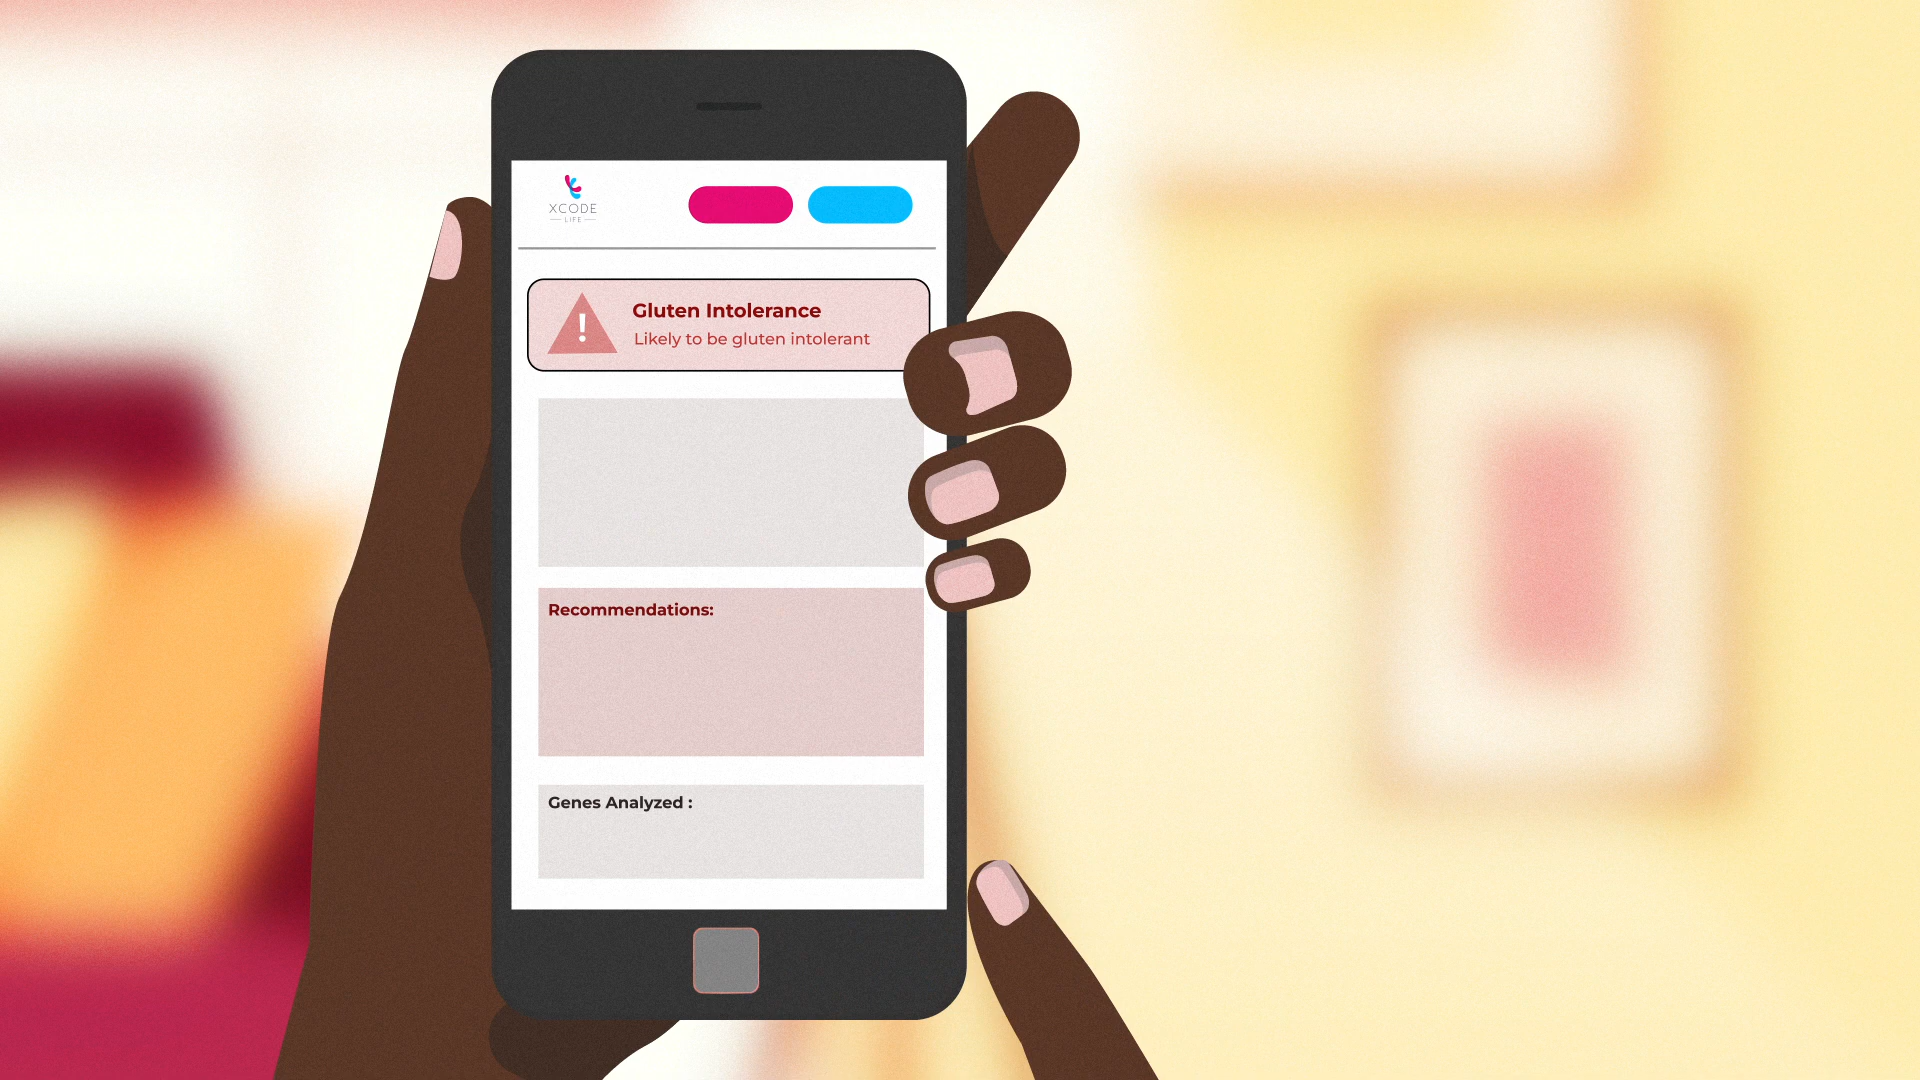 XCODE
LIFE
Gluten Intolerance
Likely to be gluten intolerant
Recommendations:
Genes Analyzed :